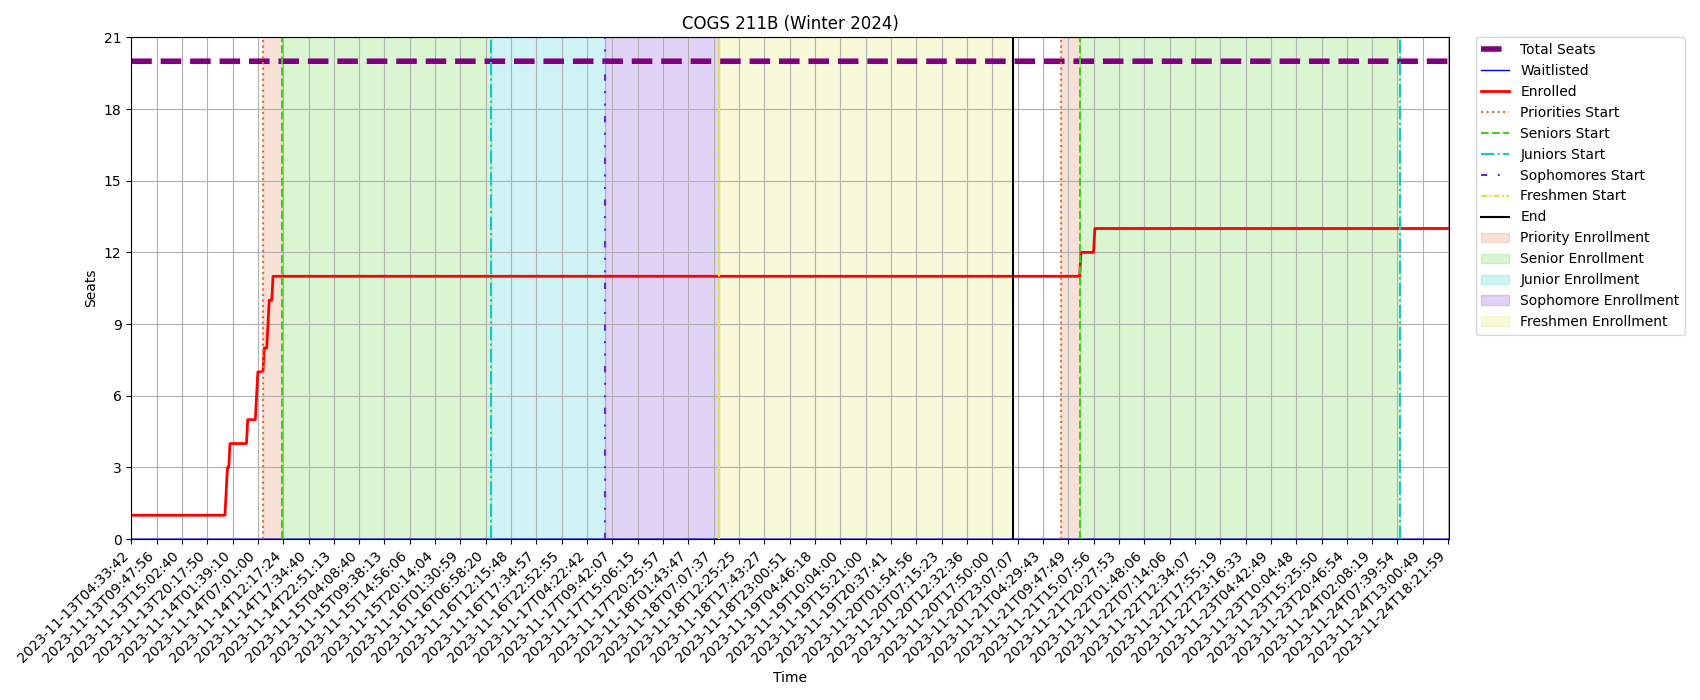 COGS 211B (Winter 2024)
Seats
21
18
15
12
9
6
3
0
2023-11-13T04:33:42
2023-11-13T09:47:56
2023-11-13T15:02:40
2023-11-13T20:17:50
2023-11-14T01:39:10
2023-11-14T07:01:00
2023-11-14T12:17:24
2023-11-14T17:34:40
2023-11-14T22:51:13
2023-11-15T04:08:40
2023-11-15T09:38:13
2023-11-15T14:56:06
2023-11-15T20:14:04
2023-11-16T01:30:59
2023-11-16T06:58:20
2023-11-16T12:15:48
2023-11-16T17:34:57
2023-11-16T22:52:55
2023-11-17T04:22:42
2023-11-17T09:42:07
2023-11-17T15:06:15
2023-11-17T20:25:57
2023-11-18T01:43:47
2023-11-18T07:07:37
2023-11-18T12:25:25
2023-11-18T17:43:27
2023-11-18T23:00:51
2023-11-19T04:46:18
2023-11-19T10:04:00
2023-11-19T15:21:00
2023-11-19T20:37:41
2023-11-20T01:54:56
2023-11-20T07:15:23
2023-11-20T12:32:36
2023-11-20T17:50:00
2023-11-20T23:07:07
2023-11-21T04:29:43
2023-11-21T09:47:49
2023-11-21T15:07:56
2023-11-21T20:27:53
2023-11-22T01:48:06
2023-11-22T07:14:06
2023-11-22T12:34:07
2023-11-22T17:55:19
2023-11-22T23:16:33
2023-11-23T04:42:49
2023-11-23T10:04:48
2023-11-23T15:25:50
2023-11-23T20:46:54
2023-11-24T02:08:19
2023-11-24T07:39:54
2023-11-24T13:00:49
2023-11-24T18:21:59
Time
Total Seats
Waitlisted
Enrolled
Priorities Start
Seniors Start
Juniors Start
Sophomores Start
Freshmen Start
End
Priority Enrollment
Senior Enrollment
Junior Enrollment
Sophomore Enrollment
Freshmen Enrollment